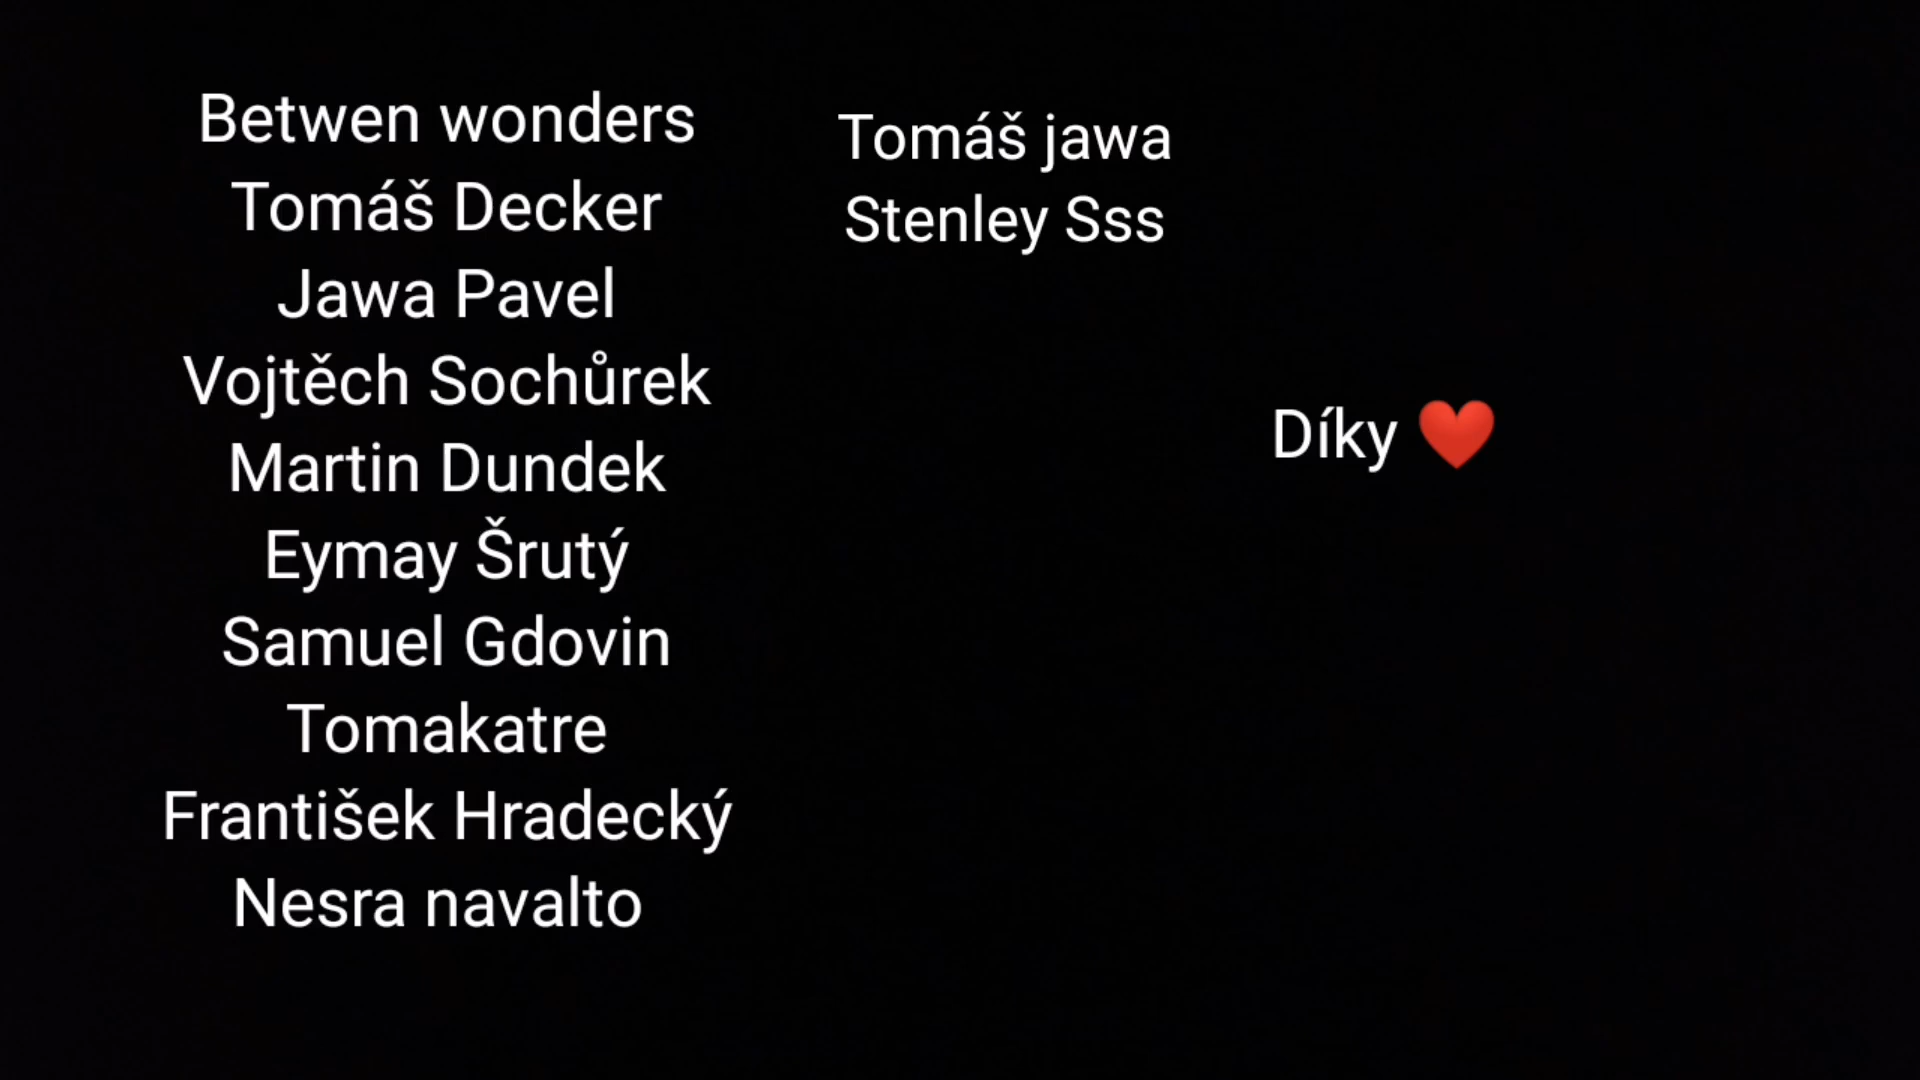 Betwen wonders
Tomáš Decker
Jawa Pavel
Vojtěch Sochůrek
Martin Dundek
Eymay Šrutý
Samuel Gdovin
Tomakatre
František Hradecký
Nesra navalto
Tomáš jawa
Stenley Sss
Díky ❤️